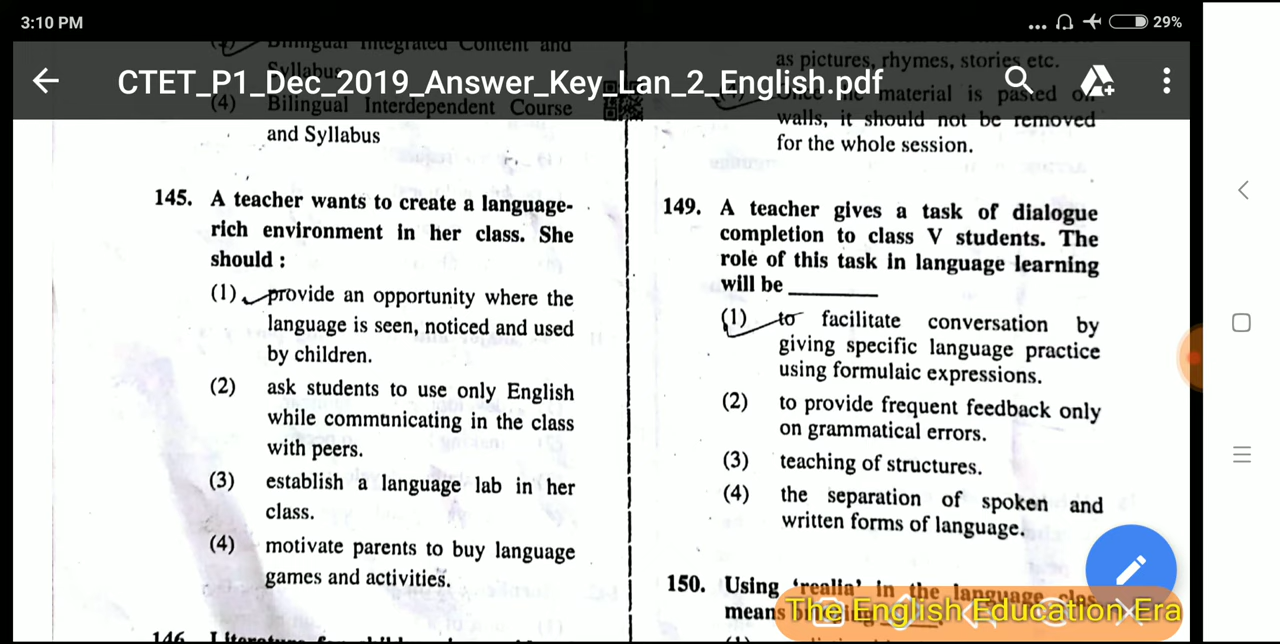 3:10 PM
29%
CTET_P1_Dec_2019_Answer_Key_Lan_2_English.pdf
Bilingual Integrated Content and
Syllabus
(4) Bilingual Interdependent Course
and Syllabus
145. A teacher wants to create a language-
rich environment in her class. She
should :
(1) provide an opportunity where the
language is seen, noticed and used
by children.
(2) ask students to use only English
while communicating in the class
with peers.
(3) establish a language lab in her
class.
(4) motivate parents to buy language
games and activities.
as pictures, rhymes, stories etc.
Once the material is pasted on
walls, it should not be removed
for the whole session.
149. A teacher gives a task of dialogue
completion to class V students. The
role of this task in language learning
will be
(1) to facilitate conversation by
giving specific language practice
using formulaic expressions.
(2) to provide frequent feedback only
on grammatical errors.
(3) teaching of structures.
(4) the separation of spoken and
written forms of language.
150. Using 'realia' in the language
means
The English Education Era